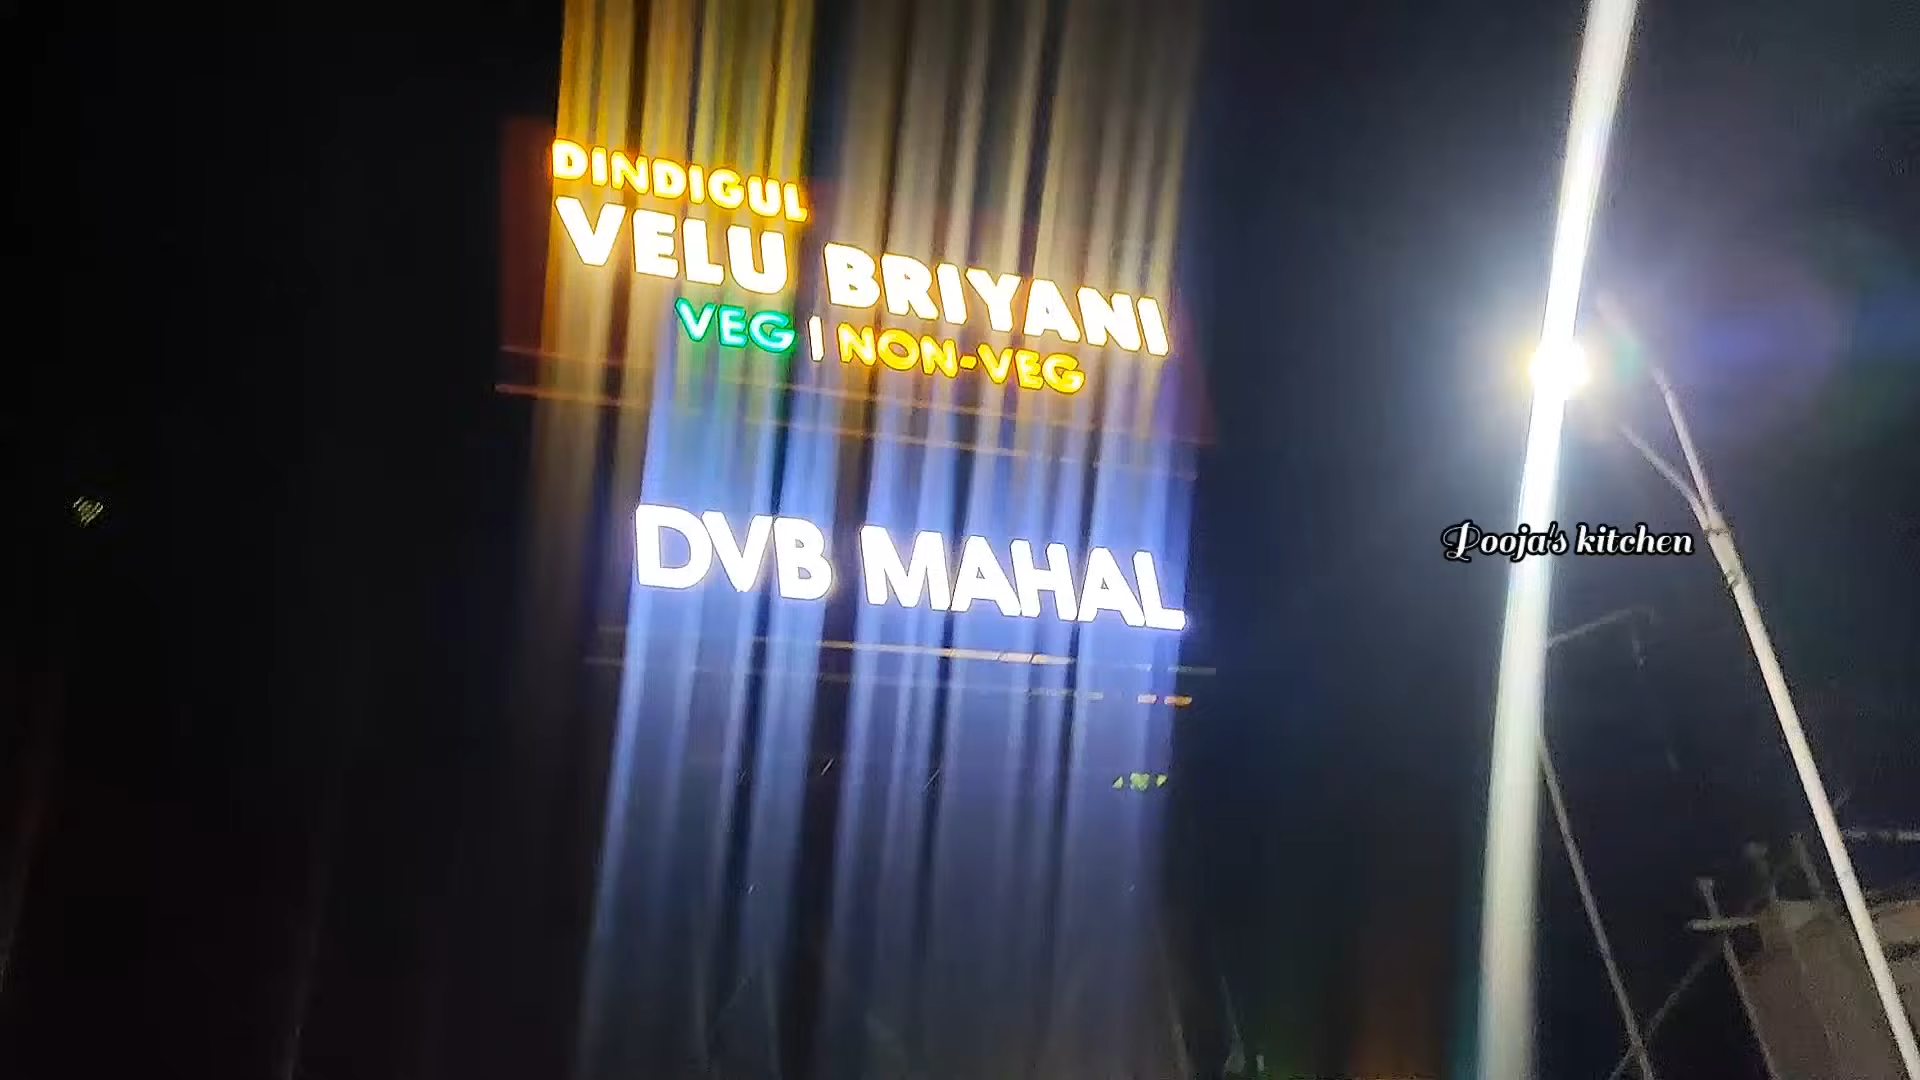 DINDIGUL
VELU BRIYANI
VEG | NON-VEG
DVB MAHAL
Pooja's kitchen